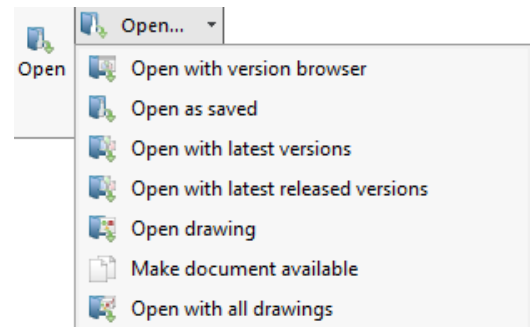 Open
Open...
Open with version browser
Open as saved
Open with latest versions
Open with latest released versions
Open drawing
Make document available
Open with all drawings